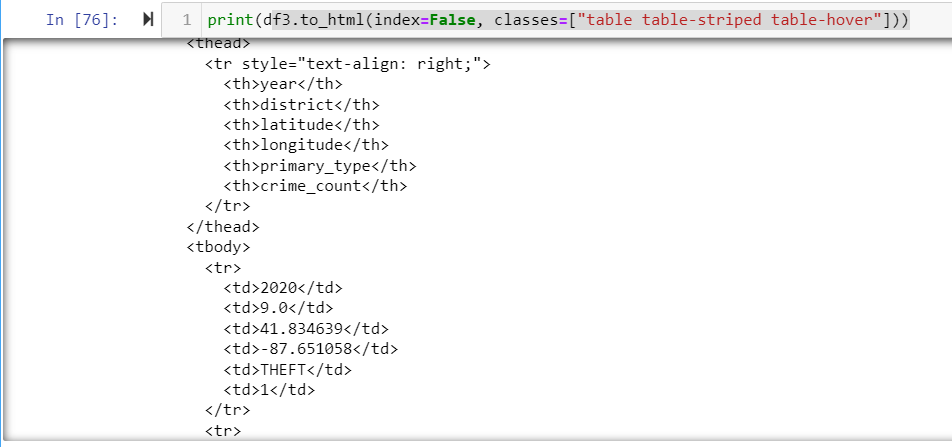 In [76]: 1 print(df3.to_html(index=False, classes=["table table-striped table-hover"]))
<thead>
<tr style="text-align: right;">
<th>year</th>
<th>district</th>
<th>latitude</th>
<th>longitude</th>
<th>primary_type</th>
<th>crime_count</th>
</tr>
</thead>
<tbody>
<tr>
<td>2020</td>
<td>9.0</td>
<td>41.834639</td>
<td>-87.651058</td>
<td>THEFT</td>
<td>1</td>
</tr>
<tr>